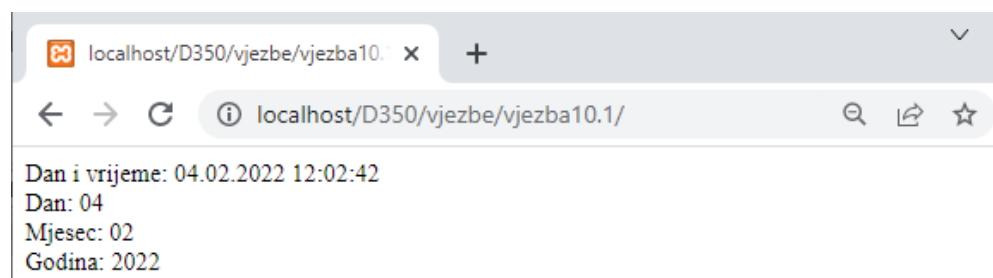 localhost/D350/vjezbe/vjezba10.
localhost/D350/vjezbe/vjezba10.1/
Dan i vrijeme: 04.02.2022 12:02:42
Dan: 04
Mjesec: 02
Godina: 2022